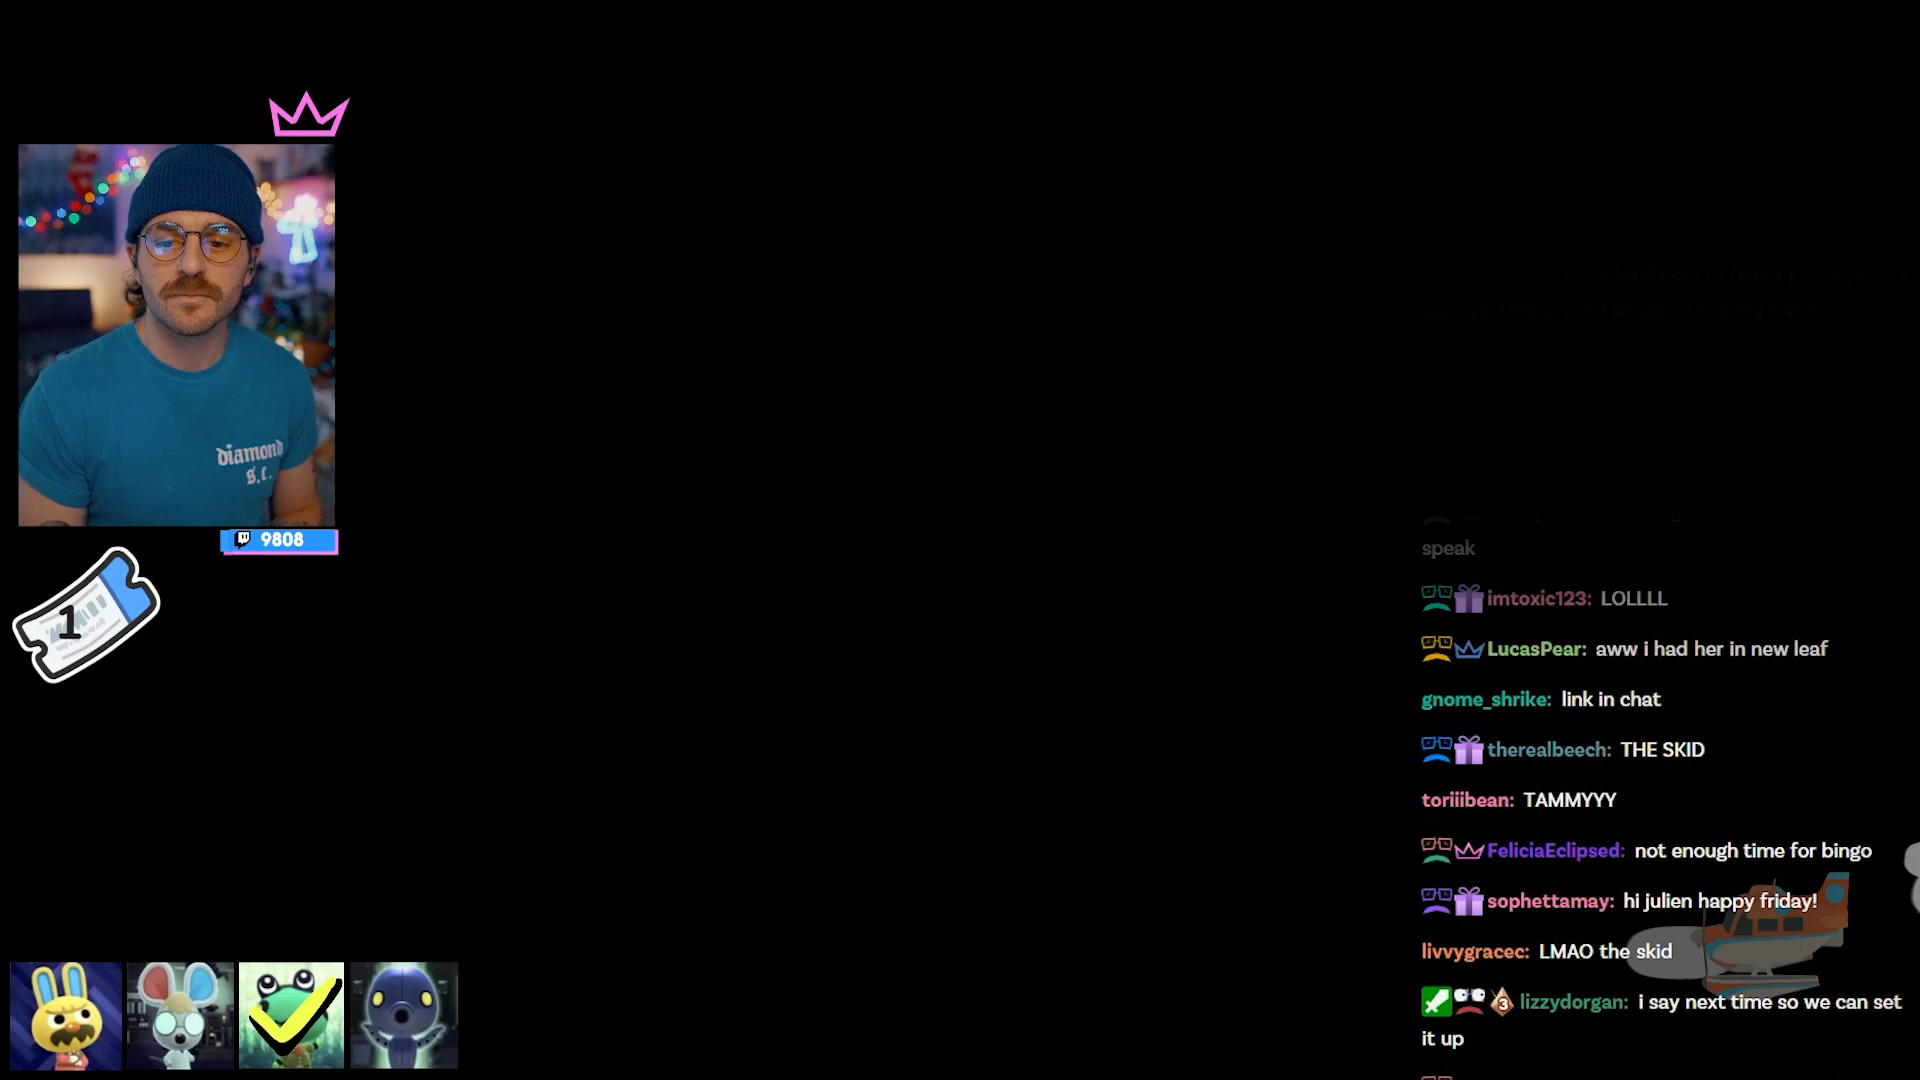 diamond
s.c.
9808
1
speak
imtoxic123: LOLLLL
LucasPear: aww i had her in new leaf
gnome_shrike: link in chat
therealbeech: THE SKID
toriiibean: TAMMYYY
FeliciaEclipsed: not enough time for bingo
sophettamay: hi julien happy friday!
livvygracec: LMAO the skid
3 lizzydorgan: i say next time so we can set
it up